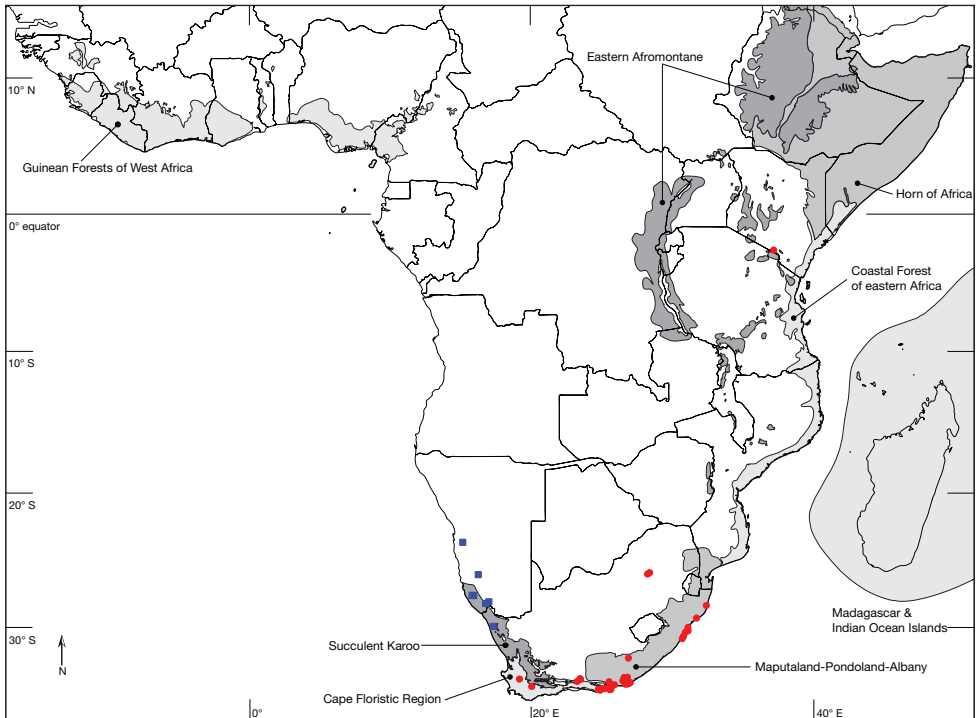 Eastern Afromontane
10° N
Guinean Forests of West Africa
Horn of Africa
0° equator
Coastal Forest
of eastern Africa
10° S
20° S
Madagascar &
Indian Ocean Islands
30° S
N
Succulent Karoo
Maputaland-Pondoland-Albany
Cape Floristic Region
0°
20° E
40° E